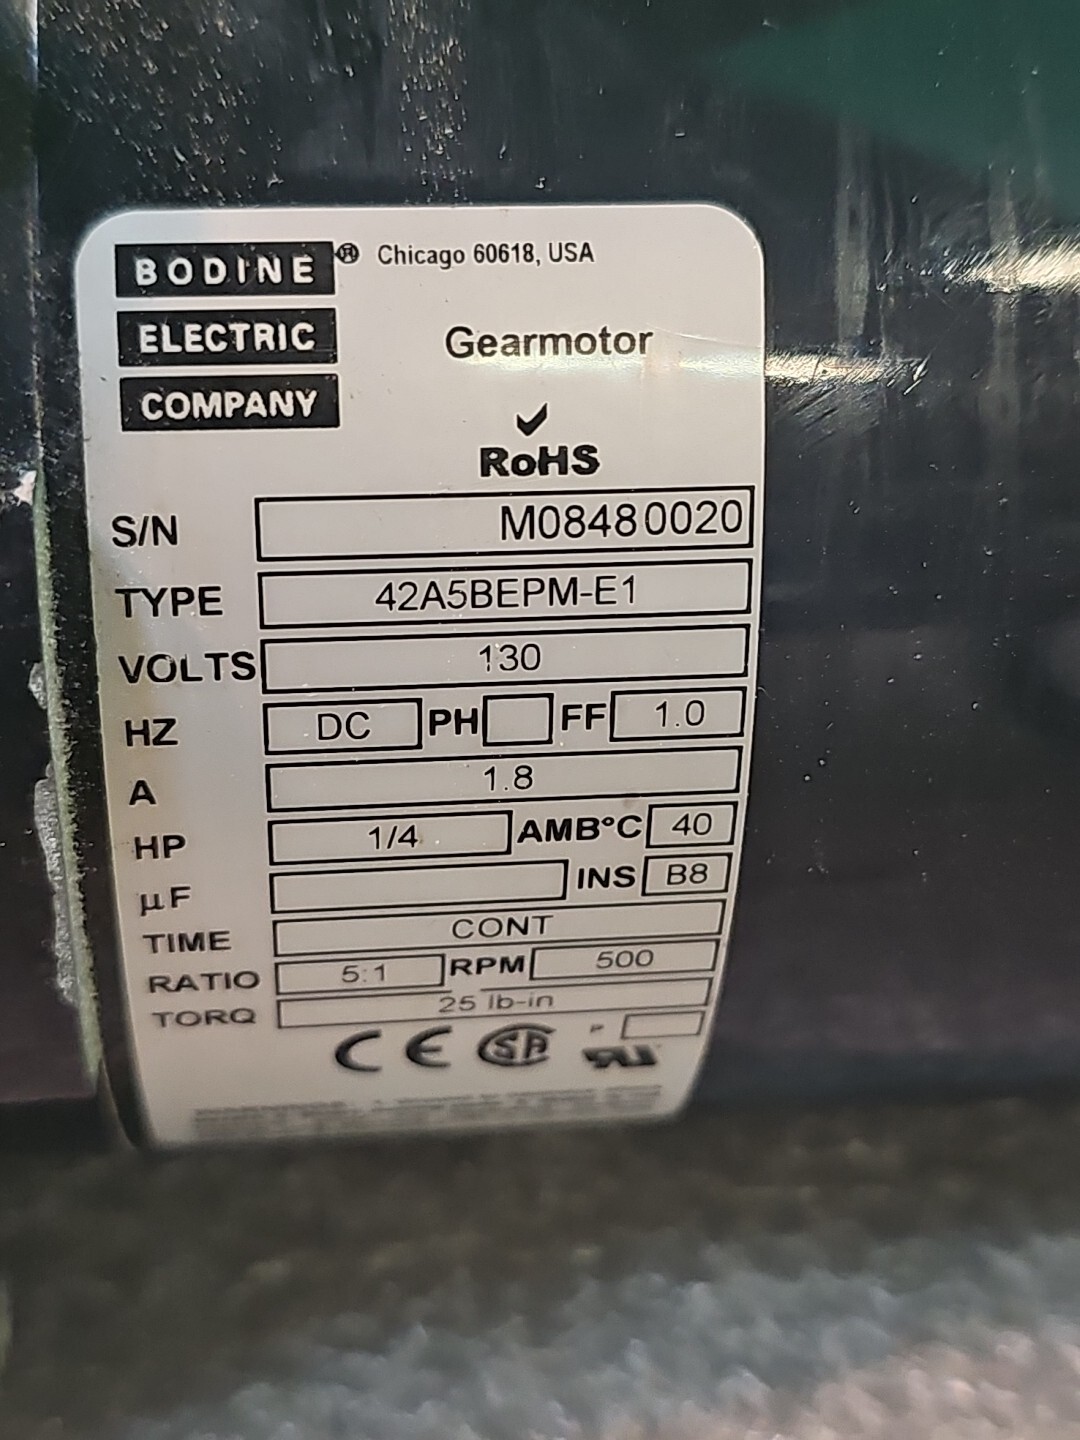 BODINE ® Chicago 60618, USA
ELECTRIC
COMPANY
Gearmotor
RoHS
S/N M08480020
TYPE 42A5BEPM-E1
VOLTS 130
HZ DC PH FF 1.0
A 1.8
HP 1/4 AMB°C 40
µF INS B8
TIME CONT
RATIO 5:1 RPM 500
TORQ 25 lb-in
P
CE SA